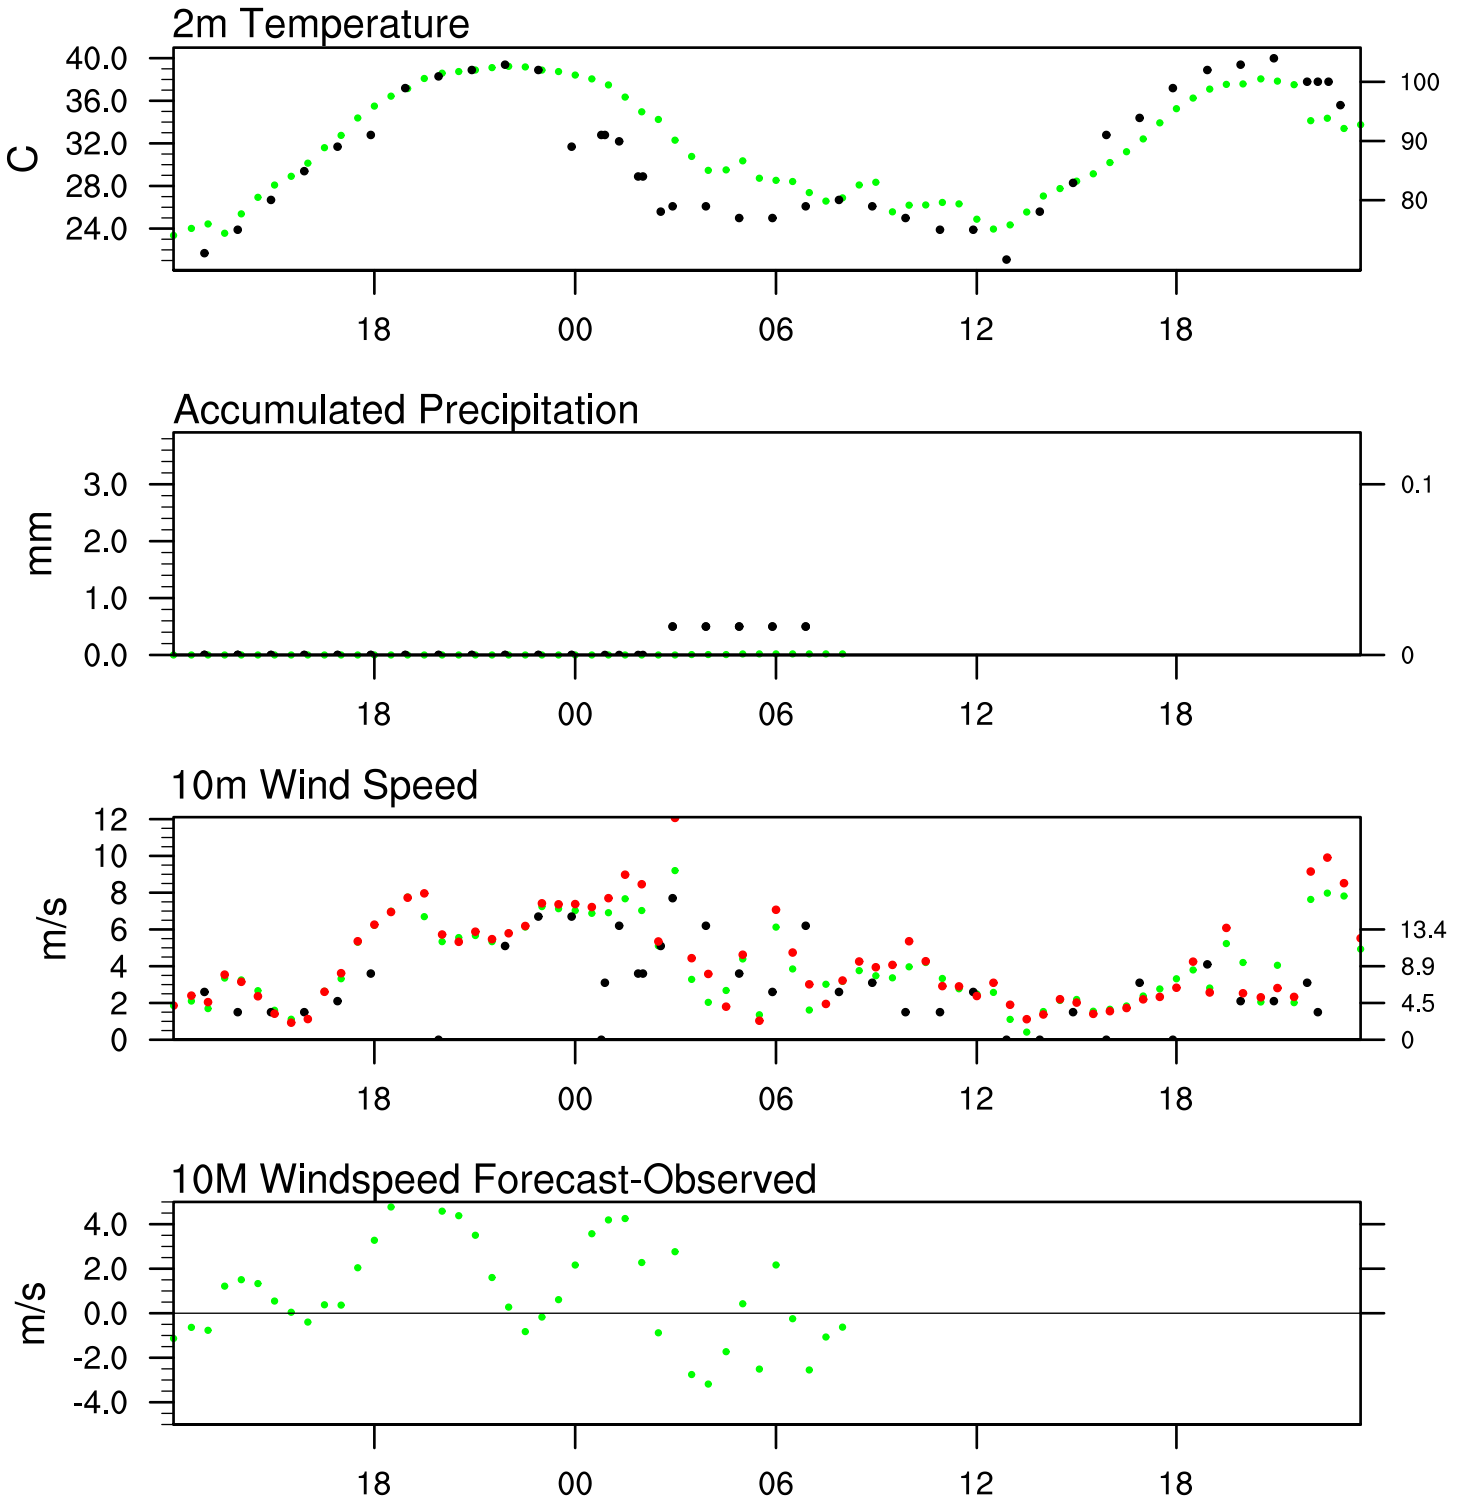 2m Temperature
40.0
36.0
32.0
28.0
24.0
C
100
90
80
18 00 06 12 18
Accumulated Precipitation
3.0
2.0
1.0
0.0
mm
0.1
0
18 00 06 12 18
10m Wind Speed
12
10
8
6
4
2
0
m/s
13.4
8.9
4.5
0
18 00 06 12 18
10M Windspeed Forecast-Observed
4.0
2.0
0.0
-2.0
-4.0
m/s
18 00 06 12 18